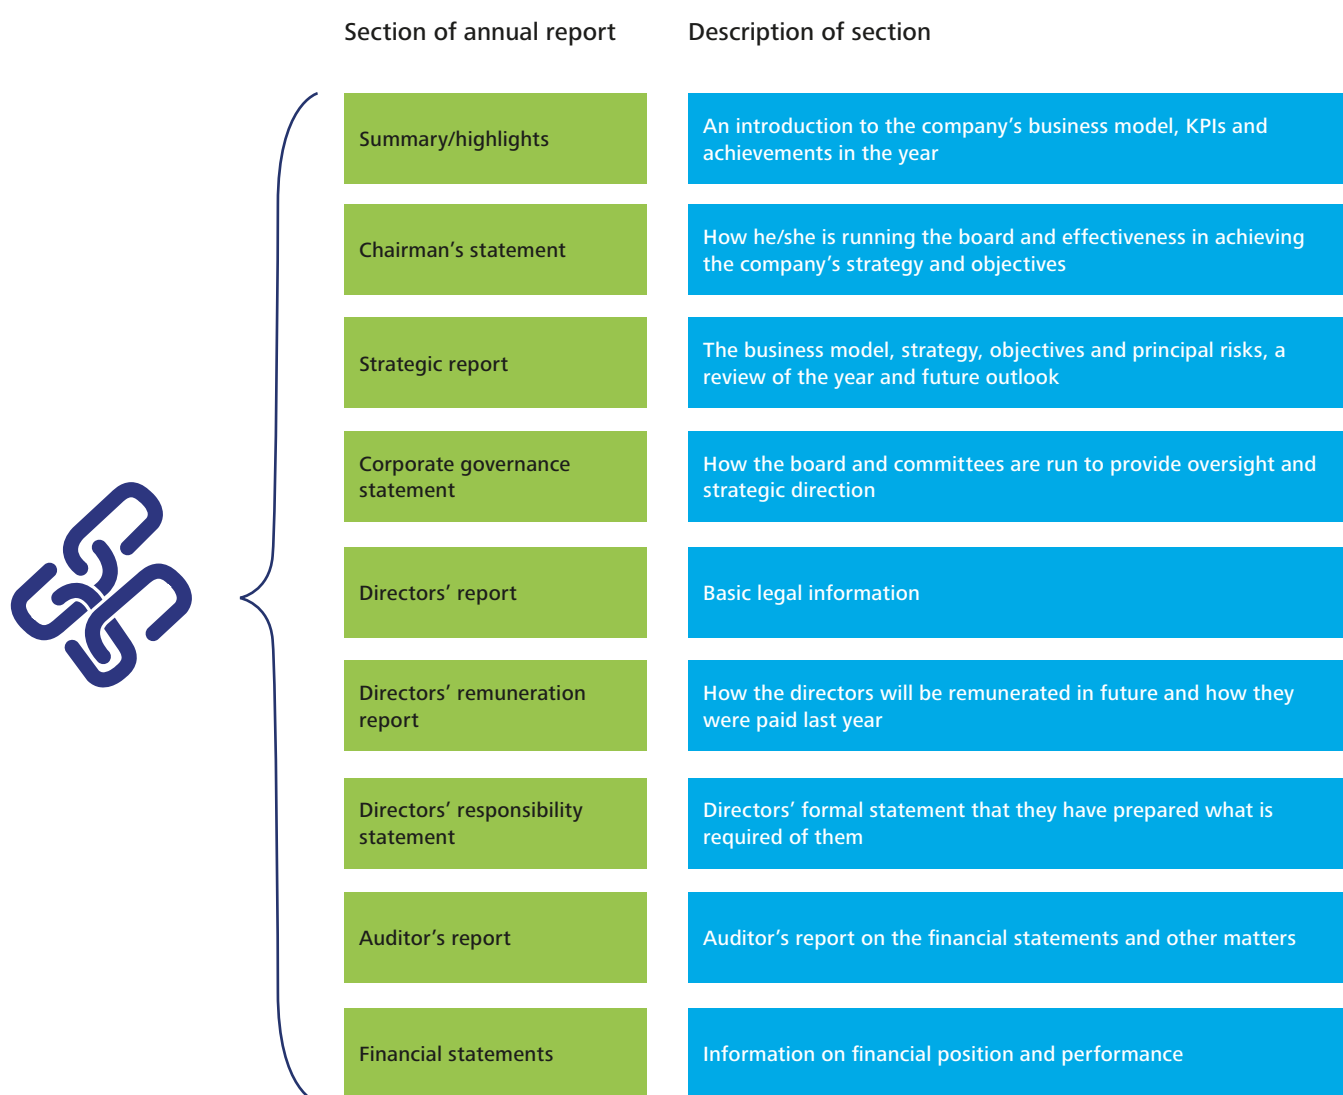 Section of annual report
Description of section
Summary/highlights
An introduction to the company’s business model, KPIs and
achievements in the year
Chairman’s statement
How he/she is running the board and effectiveness in achieving
the company’s strategy and objectives
Strategic report
The business model, strategy, objectives and principal risks, a
review of the year and future outlook
Corporate governance
statement
How the board and committees are run to provide oversight and
strategic direction
Directors’ report
Basic legal information
Directors’ remuneration
report
How the directors will be remunerated in future and how they
were paid last year
Directors’ responsibility
statement
Directors’ formal statement that they have prepared what is
required of them
Auditor’s report
Auditor’s report on the financial statements and other matters
Financial statements
Information on financial position and performance